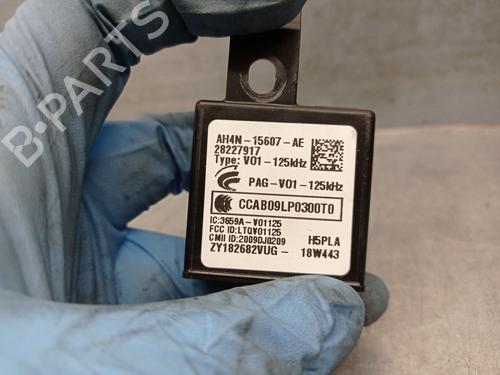 AH4N-15607-AE
28227917
Type: V01-125kHz
PAG-V01-125kHz
CCAB09LP0300T0
IC:3659A-V01125
FCC ID:LTQV01125
CMII ID:2009DJ0209
H5PLA
ZY182682VUG- 18W443
B-PARTS